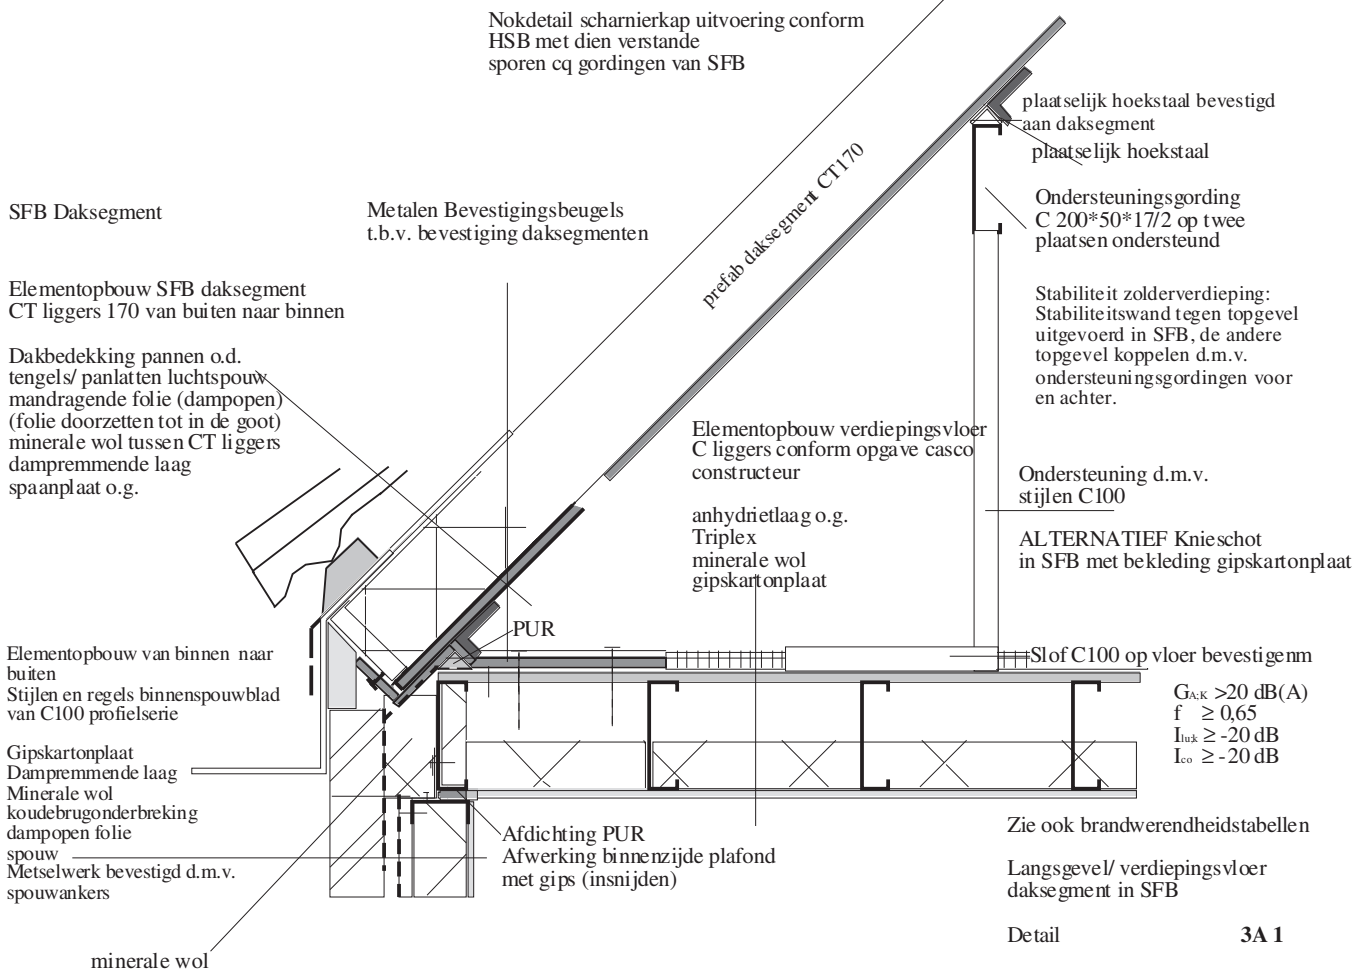 Nokdetail scharnierkap uitvoering conform
HSB met dien verstande
sporen cq gordingen van SFB
plaatselijk hoekstaal bevestigd
aan daksegment
plaatselijk hoekstaal
prefab daksegment CT170
SFB Daksegment
Metalen Bevestigingsbeugels
t.b.v. bevestiging daksegmenten
Ondersteuningsgording
C 200*50*17/2 op twee
plaatsen ondersteund
Elementopbouw SFB daksegment
CT liggers 170 van buiten naar binnen
Stabiliteit zolderverdieping:
Stabiliteitswand tegen topgevel
uitgevoerd in SFB, de andere
topgevel koppelen d.m.v.
ondersteuningsgordingen voor
en achter.
Dakbedekking pannen o.d.
tengels/ panlatten luchtspouw
mandragende folie (dampopen)
(folie doorzetten tot in de goot)
minerale wol tussen CT liggers
dampremmende laag
spaanplaat o.g.
Elementopbouw verdiepingsvloer
C liggers conform opgave casco
constructeur
anhydrietlaag o.g.
Triplex
minerale wol
gipskartonplaat
Ondersteuning d.m.v.
stijlen C100
ALTERNATIEF Knieschot
in SFB met bekleding gipskartonplaat
PUR
Slof C100 op vloer bevestigenm
Elementopbouw van binnen naar
buiten
Stijlen en regels binnenspouwblad
van C100 profielserie
G A;K >20 dB(A)
f ≥ 0,65
I lu;k ≥ -20 dB
I co ≥ -20 dB
Gipskartonplaat
Dampremmende laag
Minerale wol
koudebrugonderbreking
dampopen folie
spouw
Metselwerk bevestigd d.m.v.
spouwankers
Afdichting PUR
Afwerking binnenzijde plafond
met gips (insnijden)
Zie ook brandwerendheidstabellen
Langsgevel/ verdiepingsvloer
daksegment in SFB
Detail 3A 1
minerale wol